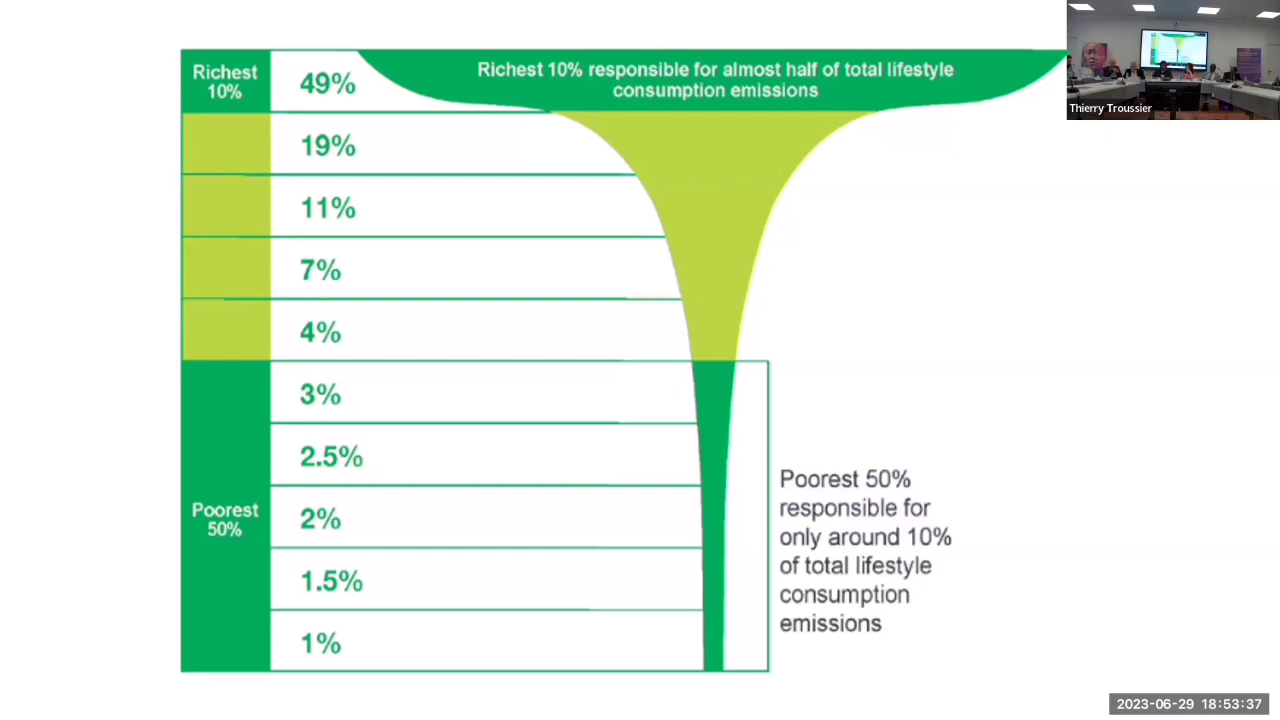 Richest
10%
49%
Richest 10% responsible for almost half of total lifestyle
consumption emissions
19%
11%
7%
4%
3%
2.5%
2%
1.5%
1%
Poorest
50%
Poorest 50%
responsible for
only around 10%
of total lifestyle
consumption
emissions
Thierry Troussier
2023-06-29 18:53:37